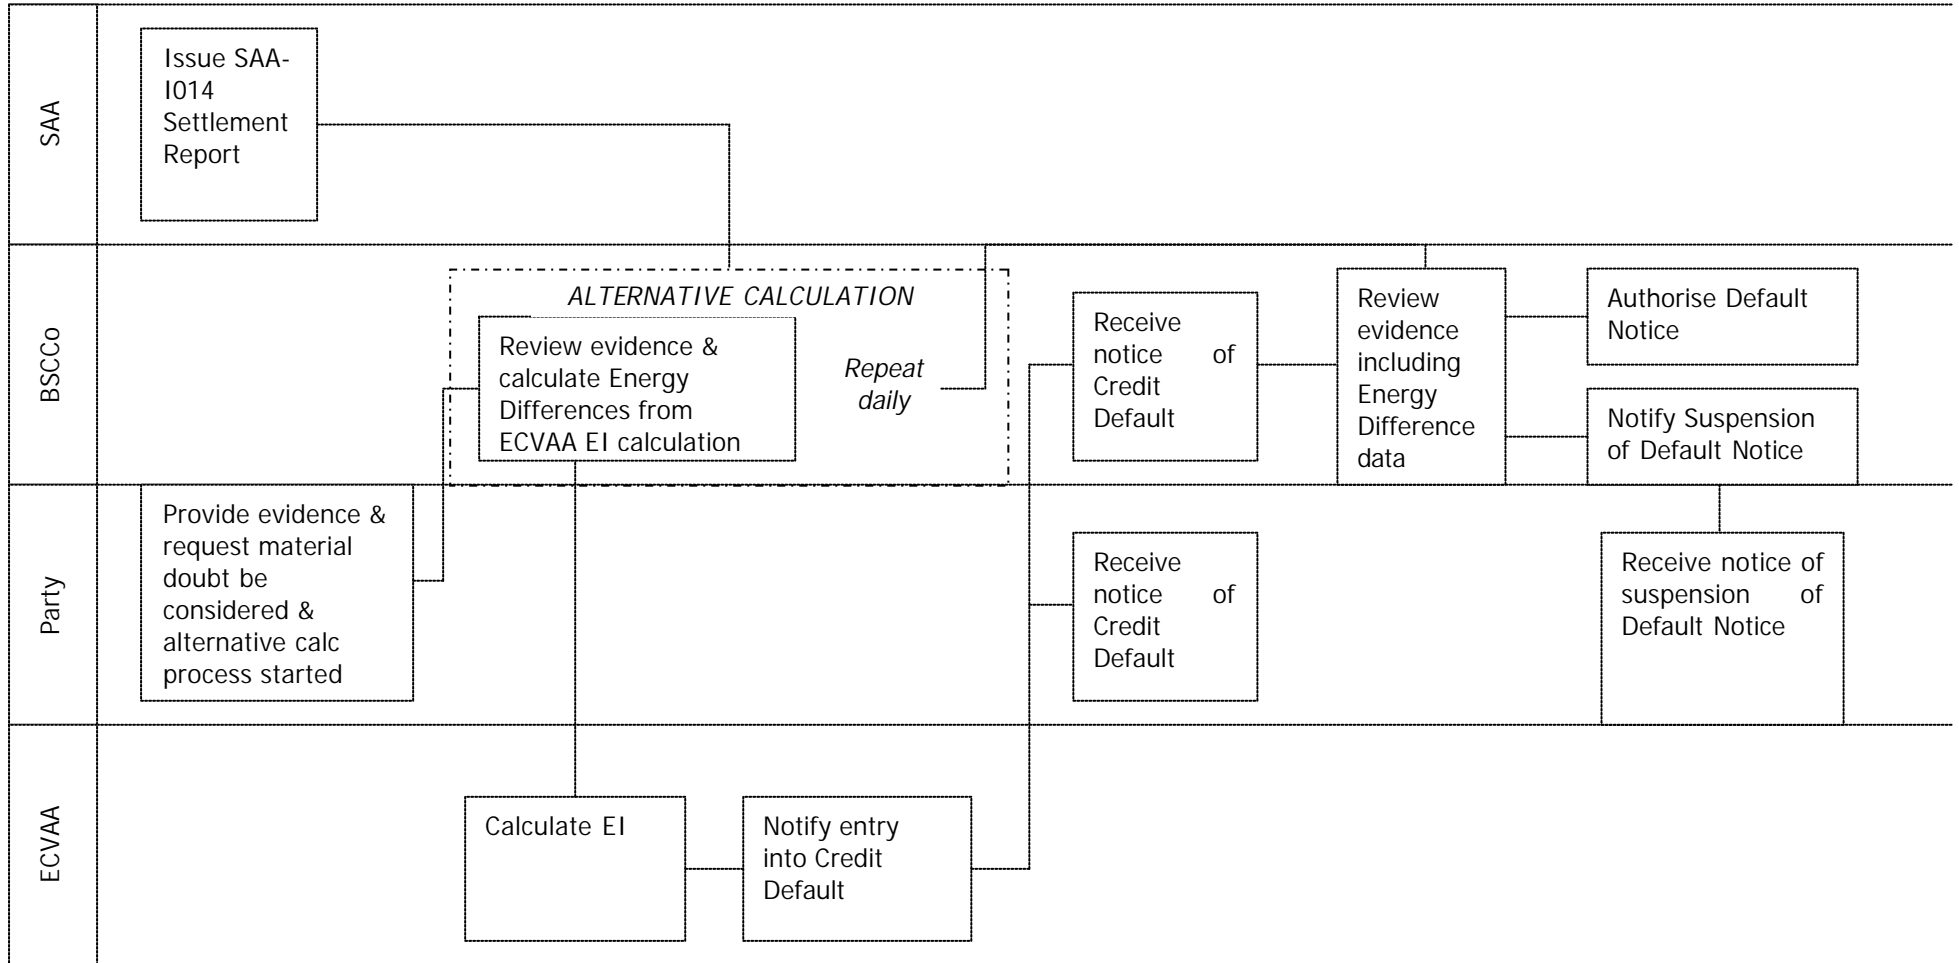 SAA
Issue SAA-
I014
Settlement
Report
BSCCo
ALTERNATIVE CALCULATION
Review evidence &
calculate Energy
Differences from
ECVAA EI calculation
Repeat
daily
Receive
notice of
Credit
Default
Review
evidence
including
Energy
Difference
data
Authorise Default
Notice
Notify Suspension
of Default Notice
Party
Provide evidence &
request material
doubt be
considered &
alternative calc
process started
Receive
notice of
Credit
Default
Receive notice of
suspension of
Default Notice
ECVAA
Calculate EI
Notify entry
into Credit
Default